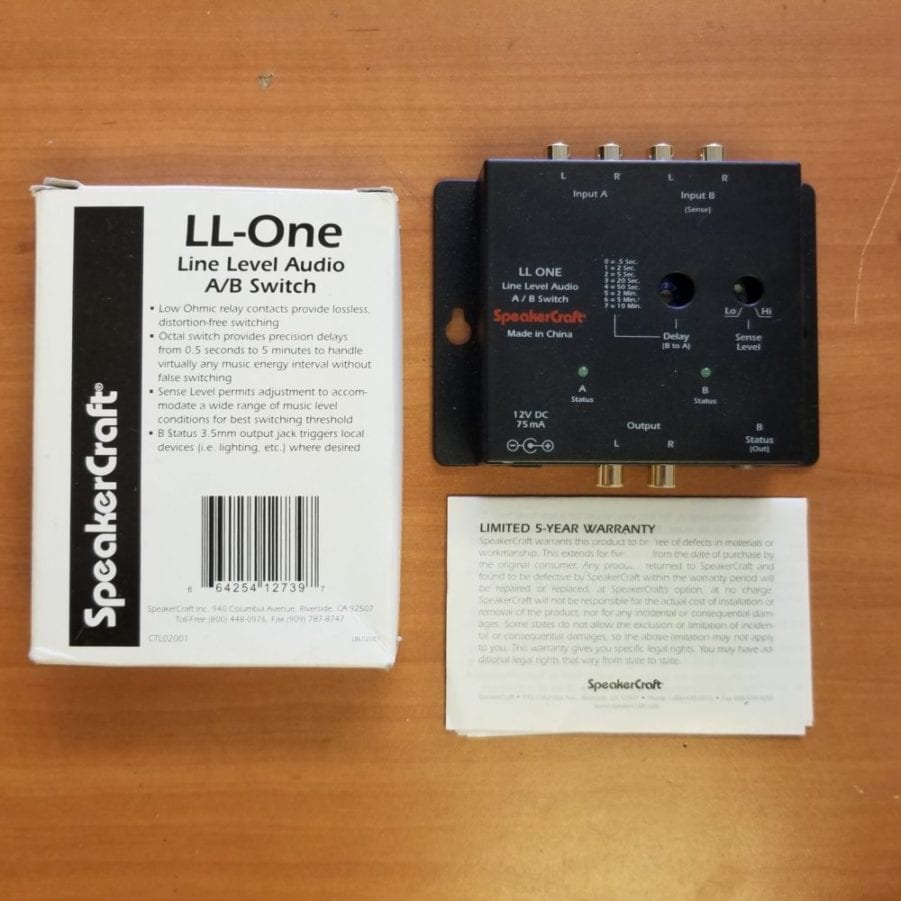 LL-One
Line Level Audio
A/B Switch
▪ Low Ohmic relay contacts provide lossless,
distortion-free switching
▪ Octal switch provides precision delays
from 0.5 seconds to 5 minutes to handle
virtually any music energy interval without
false switching
▪ Sense Level permits adjustment to accom-
modate a wide range of music level
conditions for best switching threshold
▪ B Status 3.5mm output jack triggers local
devices (i.e. lighting, etc.) where desired
SpeakerCraft®
6 64254 12739 7
SpeakerCraft Inc. 940 Columbia Avenue, Riverside, CA 92507
Toll-Free (800) 448-0976, Fax (909) 787-8747
CTL02001
L R L R
Input A Input B
(Sense)
LL ONE
Line Level Audio
A / B Switch
SpeakerCraft®
Made in China
0 = .5 Sec.
1 = 2 Sec.
2 = 5 Sec.
3 = 20 Sec.
4 = 50 Sec.
5 = 2 Min.
6 = 5 Min.
7 = 10 Min.
Delay
(B to A)
Lo Hi
Sense
Level
A
Status
B
Status
12V DC
75mA
Output
L R
B
Status
(Out)
LIMITED 5-YEAR WARRANTY
SpeakerCraft warrants this product to be free of defects in materials or
workmanship. This extends for five from the date of purchase by
the original consumer. Any returned to SpeakerCraft and
found to be defective by SpeakerCraft within the warranty period will
be repaired or replaced, at SpeakerCrafts option, at no charge.
SpeakerCraft will not be responsible for the actual cost of installation or
removal of the product, nor for any incidental or consequential dam-
ages. Some states do not allow the exclusion or limitation of inciden-
tal or consequential damages, so the above limitation may not apply
to you. This warranty gives you specific legal rights. You may have ad-
ditional legal rights that vary from state to state.
SpeakerCraft®